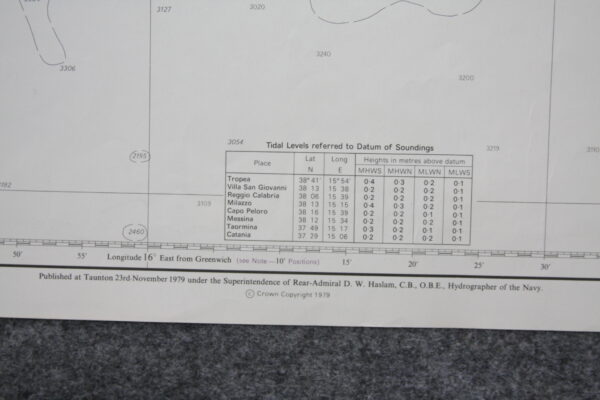 3127
3020
3306
3240
3200
3054
3219
3110
2195
3182
3109
2460
Tidal Levels referred to Datum of Soundings
Place Lat N Long E Heights in metres above datum
MHWS MHWN MLWN MLWS
Tropea 38°41' 15°54' 0·4 0·3 0·2 0·1
Villa San Giovanni 38 13 15 38 0·2 0·2 0·2 0·1
Reggio Calabria 38 06 15 39 0·2 0·2 0·2 0·1
Milazzo 38 13 15 15 0·4 0·3 0·2 0·1
Capo Peloro 38 16 15 39 0·2 0·2 0·1 0·1
Messina 38 12 15 34 0·2 0·2 0·1 0·1
Taormina 37 49 15 17 0·3 0·2 0·1 0·1
Catania 37 29 15 06 0·2 0·2 0·2 0·1
50' 55' Longitude 16° East from Greenwich (see Note—10' Positions) 15' 20' 25' 30'
Published at Taunton 23rd November 1979 under the Superintendence of Rear-Admiral D. W. Haslam, C.B., O.B.E., Hydrographer of the Navy.
© Crown Copyright 1979